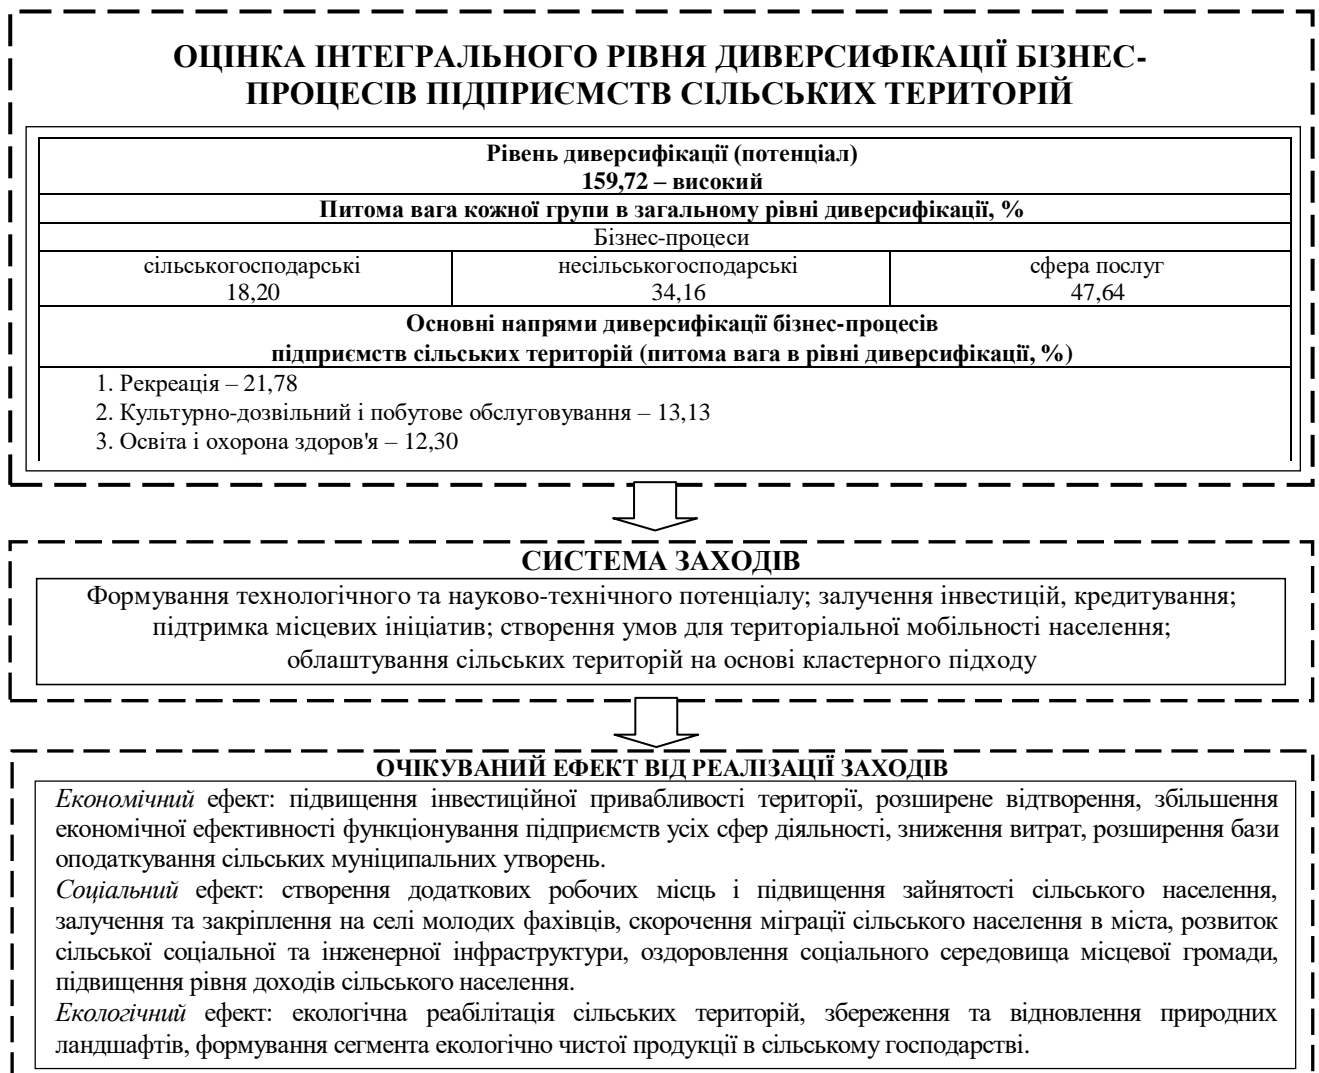 ОЦІНКА ІНТЕГРАЛЬНОГО РІВНЯ ДИВЕРСИФІКАЦІЇ БІЗНЕС-
ПРОЦЕСІВ ПІДПРИЄМСТВ СІЛЬСЬКИХ ТЕРИТОРІЙ
Рівень диверсифікації (потенціал)
159,72 – високий
Питома вага кожної групи в загальному рівні диверсифікації, %
Бізнес-процеси
сільськогосподарські
18,20
несільськогосподарські
34,16
сфера послуг
47,64
Основні напрями диверсифікації бізнес-процесів
підприємств сільських територій (питома вага в рівні диверсифікації, %)
1. Рекреація – 21,78
2. Культурно-дозвільний і побутове обслуговування – 13,13
3. Освіта і охорона здоров'я – 12,30
СИСТЕМА ЗАХОДІВ
Формування технологічного та науково-технічного потенціалу; залучення інвестицій, кредитування;
підтримка місцевих ініціатив; створення умов для територіальної мобільності населення;
облаштування сільських територій на основі кластерного підходу
ОЧІКУВАНИЙ ЕФЕКТ ВІД РЕАЛІЗАЦІЇ ЗАХОДІВ
Економічний ефект: підвищення інвестиційної привабливості території, розширене відтворення, збільшення
економічної ефективності функціонування підприємств усіх сфер діяльності, зниження витрат, розширення бази
оподаткування сільських муніципальних утворень.
Соціальний ефект: створення додаткових робочих місць і підвищення зайнятості сільського населення,
залучення та закріплення на селі молодих фахівців, скорочення міграції сільського населення в міста, розвиток
сільської соціальної та інженерної інфраструктури, оздоровлення соціального середовища місцевої громади,
підвищення рівня доходів сільського населення.
Екологічний ефект: екологічна реабілітація сільських територій, збереження та відновлення природних
ландшафтів, формування сегмента екологічно чистої продукції в сільському господарстві.